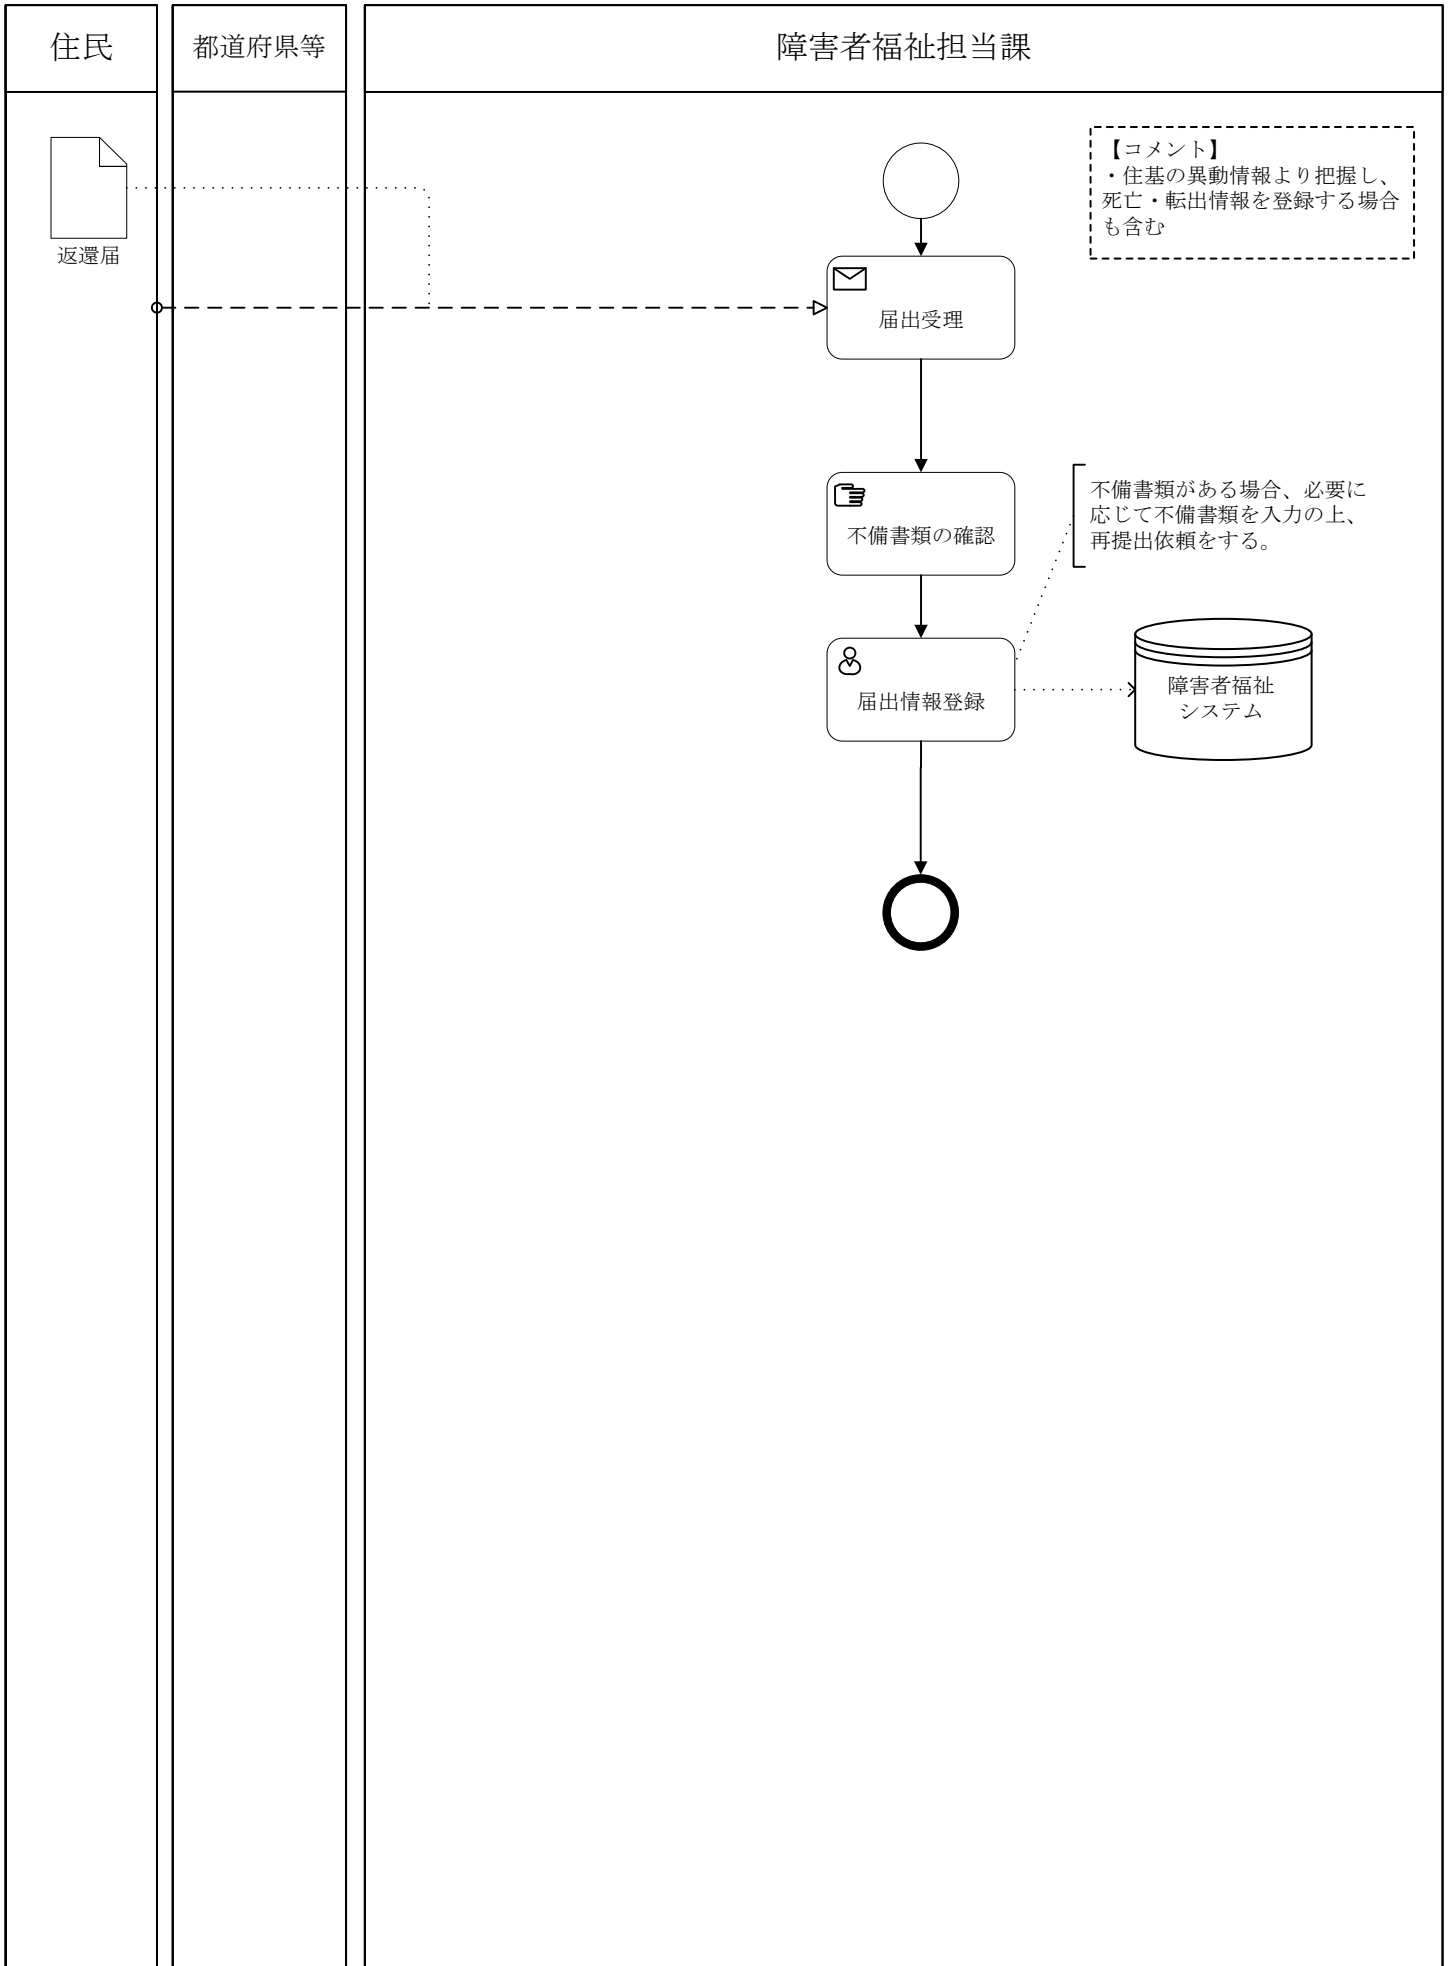 住民
都道府県等
障害者福祉担当課
返還届
【コメント】
・住基の異動情報より把握し、
死亡・転出情報を登録する場合
も含む
届出受理
不備書類の確認
不備書類がある場合、必要に
応じて不備書類を入力の上、
再提出依頼をする。
届出情報登録
障害者福祉
システム